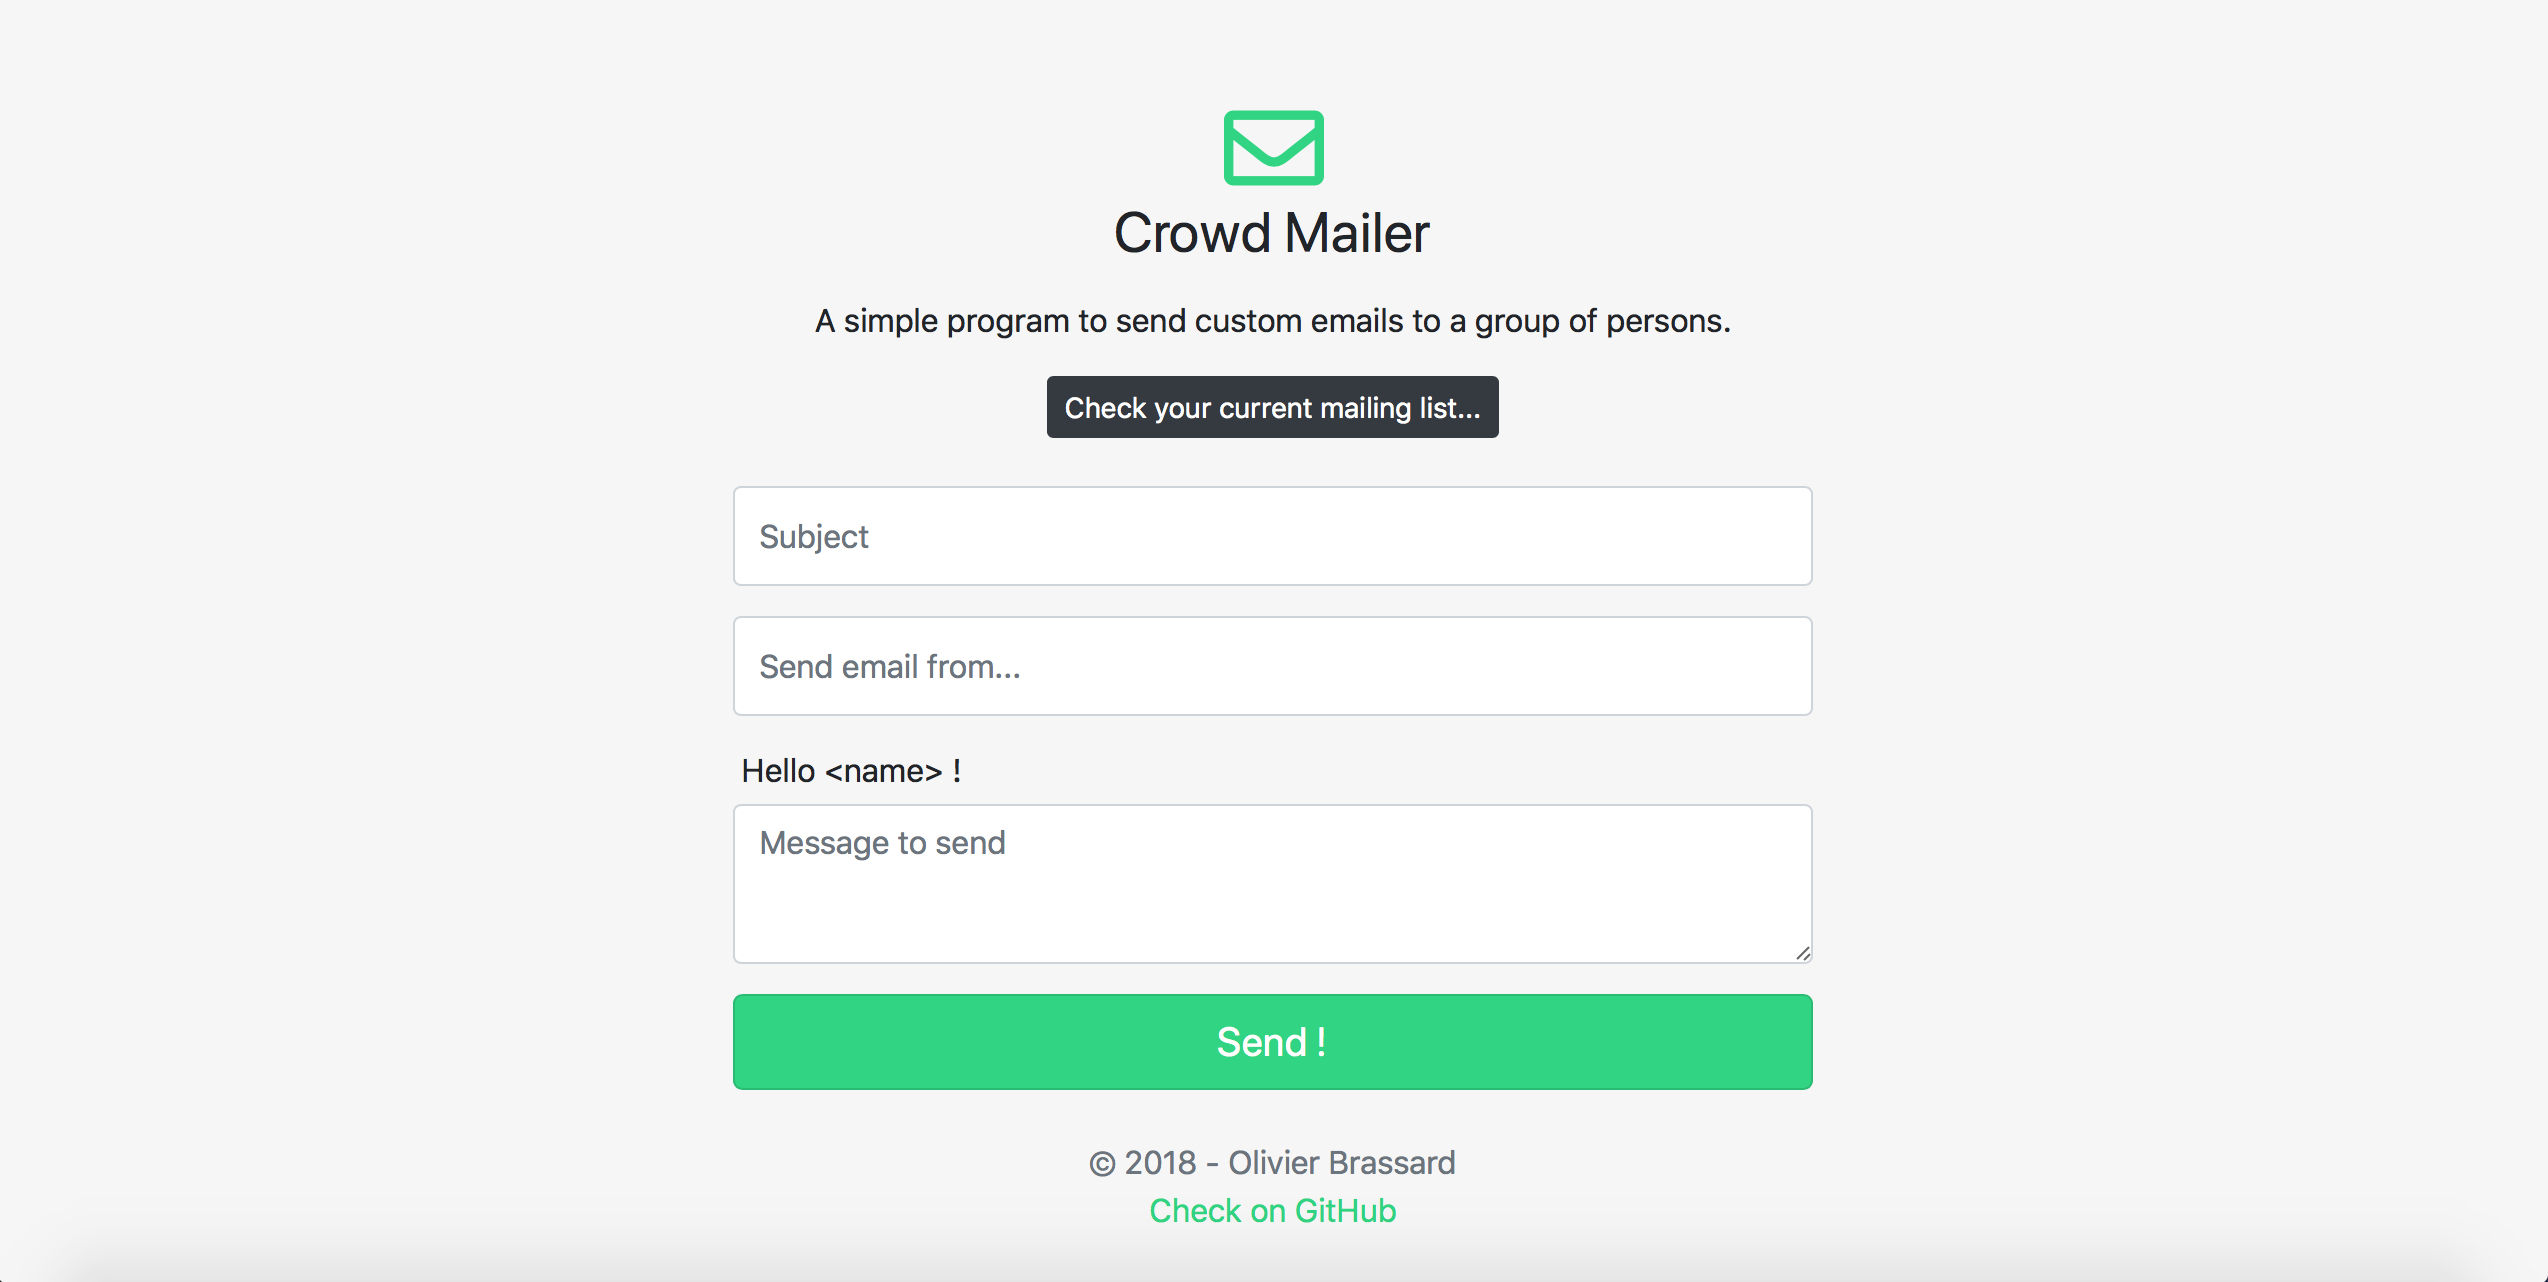 Crowd Mailer
A simple program to send custom emails to a group of persons.
Check your current mailing list...
Subject
Send email from...
Hello <name> !
Message to send
Send !
© 2018 - Olivier Brassard
Check on GitHub